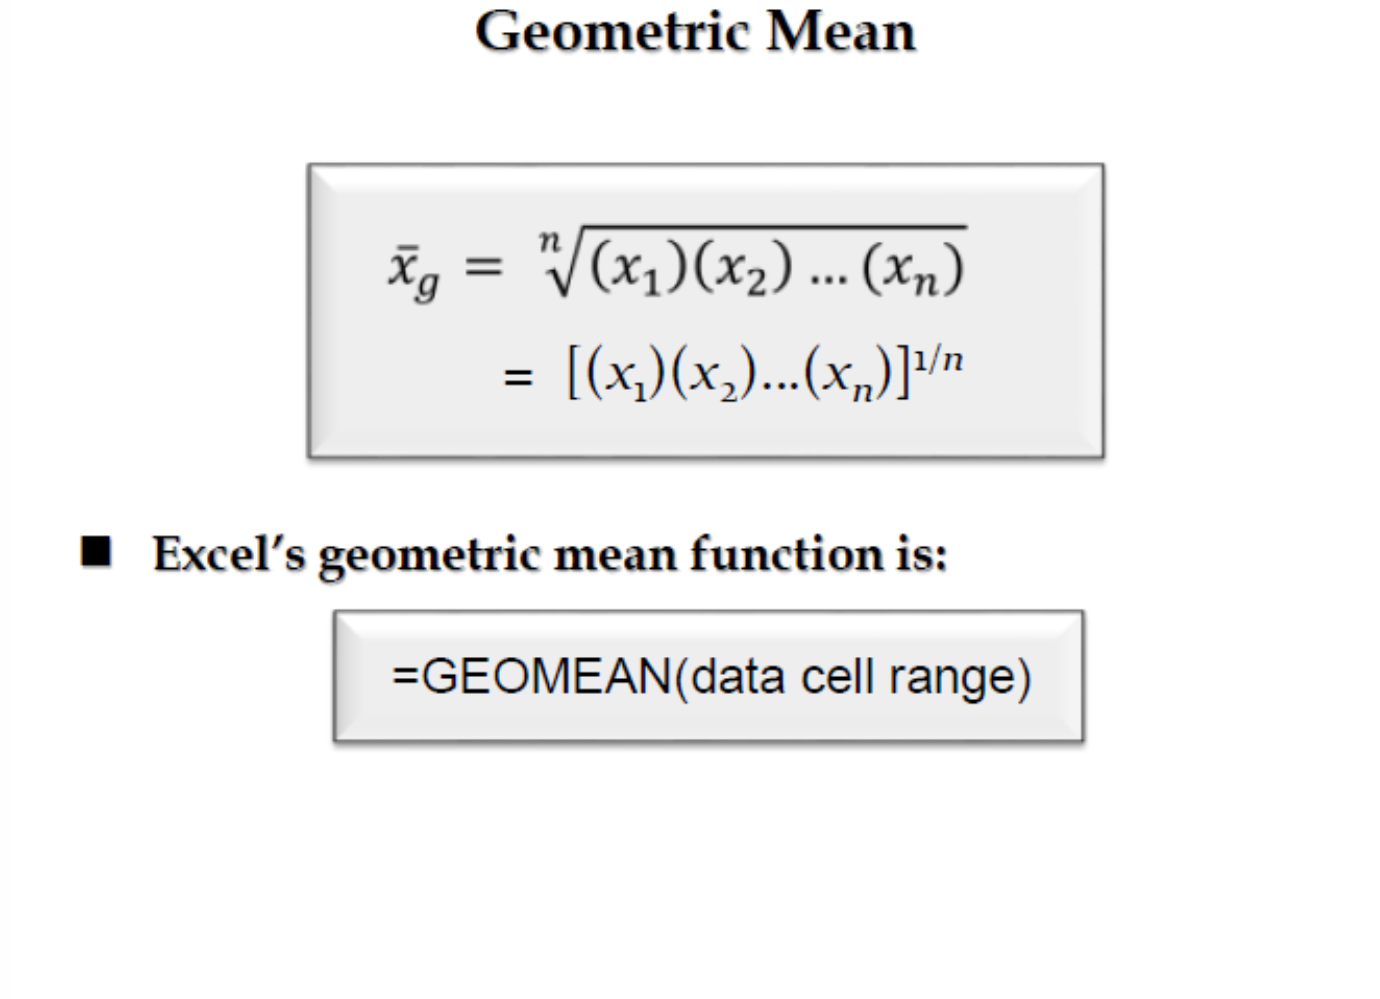 Geometric Mean
x̄g = ⁿ√(x₁)(x₂) ... (xₙ)
= [(x₁)(x₂)...(xₙ)]¹/ⁿ
■ Excel’s geometric mean function is:
=GEOMEAN(data cell range)